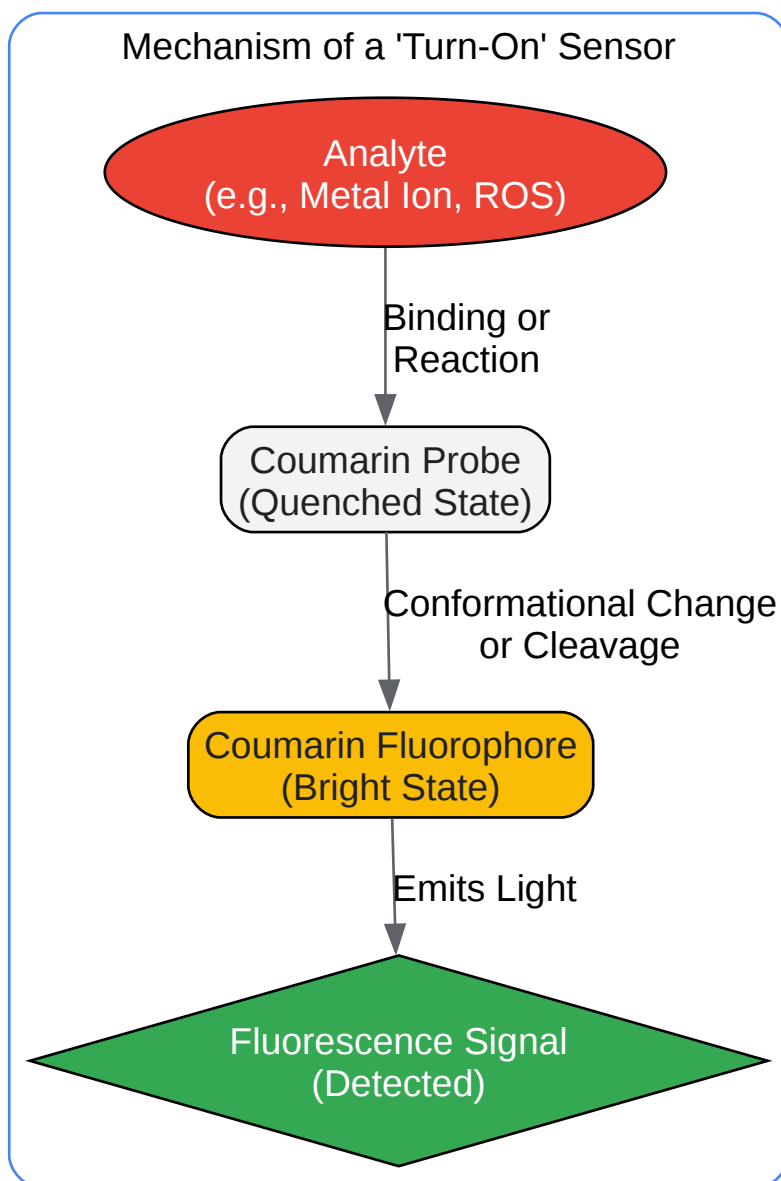 Mechanism of a 'Turn-On' Sensor
Analyte
(e.g., Metal Ion, ROS)
Binding or
Reaction
Coumarin Probe
(Quenched State)
Conformational Change
or Cleavage
Coumarin Fluorophore
(Bright State)
Emits Light
Fluorescence Signal
(Detected)